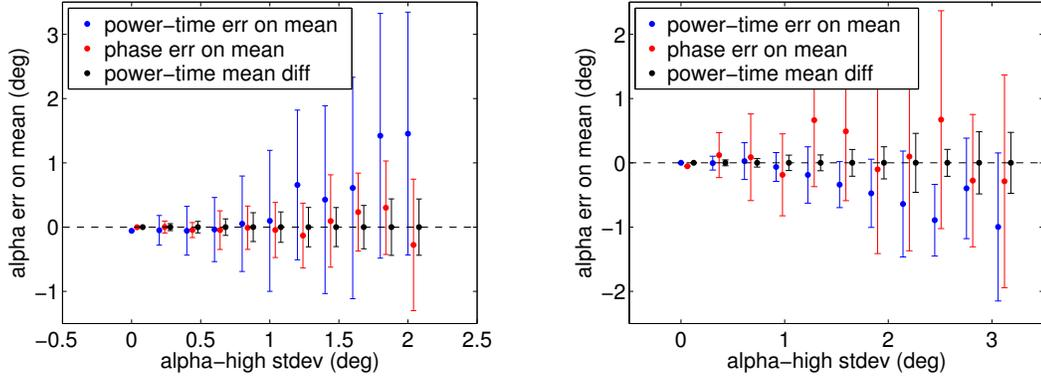 power−time err on mean
phase err on mean
power−time mean diff
3
2
1
0
−1
−0.5
0
0.5
1
1.5
2
2.5
alpha err on mean (deg)
alpha−high stdev (deg)
power−time err on mean
phase err on mean
power−time mean diff
2
1
0
−1
−2
0
1
2
3
alpha err on mean (deg)
alpha−high stdev (deg)